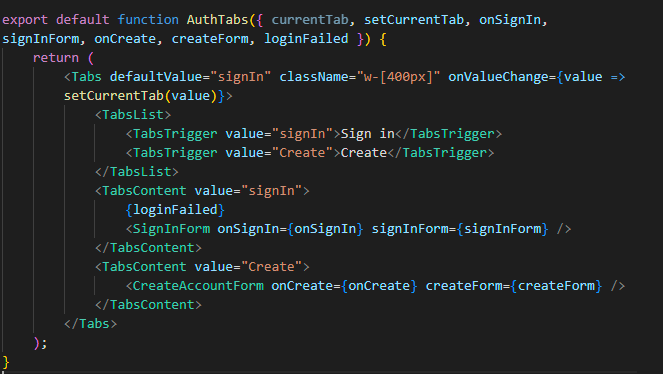 export default function AuthTabs({ currentTab, setCurrentTab, onSignIn,
signInForm, onCreate, createForm, loginFailed }) {
    return (
        <Tabs defaultValue="signIn" className="w-[400px]" onValueChange={value =>
        setCurrentTab(value)}>
            <TabsList>
                <TabsTrigger value="signIn">Sign in</TabsTrigger>
                <TabsTrigger value="Create">Create</TabsTrigger>
            </TabsList>
            <TabsContent value="signIn">
                {loginFailed}
                <SignInForm onSignIn={onSignIn} signInForm={signInForm} />
            </TabsContent>
            <TabsContent value="Create">
                <CreateAccountForm onCreate={onCreate} createForm={createForm} />
            </TabsContent>
        </Tabs>
    );
}